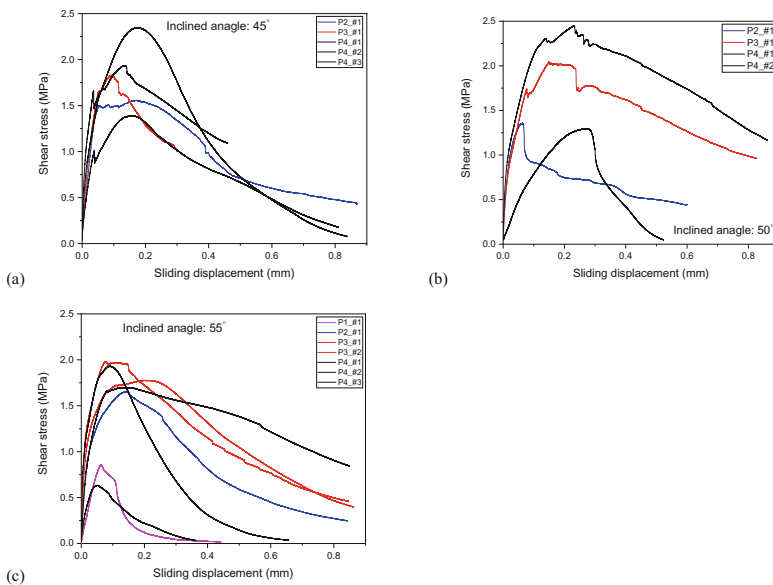 Inclined anagle: 45°
P2_#1
P3_#1
P4_#1
P4_#2
P4_#3
2.5
2.0
1.5
1.0
0.5
0.0
Shear stress (MPa)
0.0 0.2 0.4 0.6 0.8
Sliding displacement (mm)
(a)
P2_#1
P3_#1
P4_#1
P4_#2
2.5
2.0
1.5
1.0
0.5
0.0
Shear stress (MPa)
Inclined anagle: 50°
0.0 0.2 0.4 0.6 0.8
Sliding displacement (mm)
(b)
Inclined anagle: 55°
P1_#1
P2_#1
P3_#1
P3_#2
P4_#1
P4_#2
P4_#3
2.5
2.0
1.5
1.0
0.5
0.0
Shear stress (MPa)
0.0 0.2 0.4 0.6 0.8
Sliding displacement (mm)
(c)